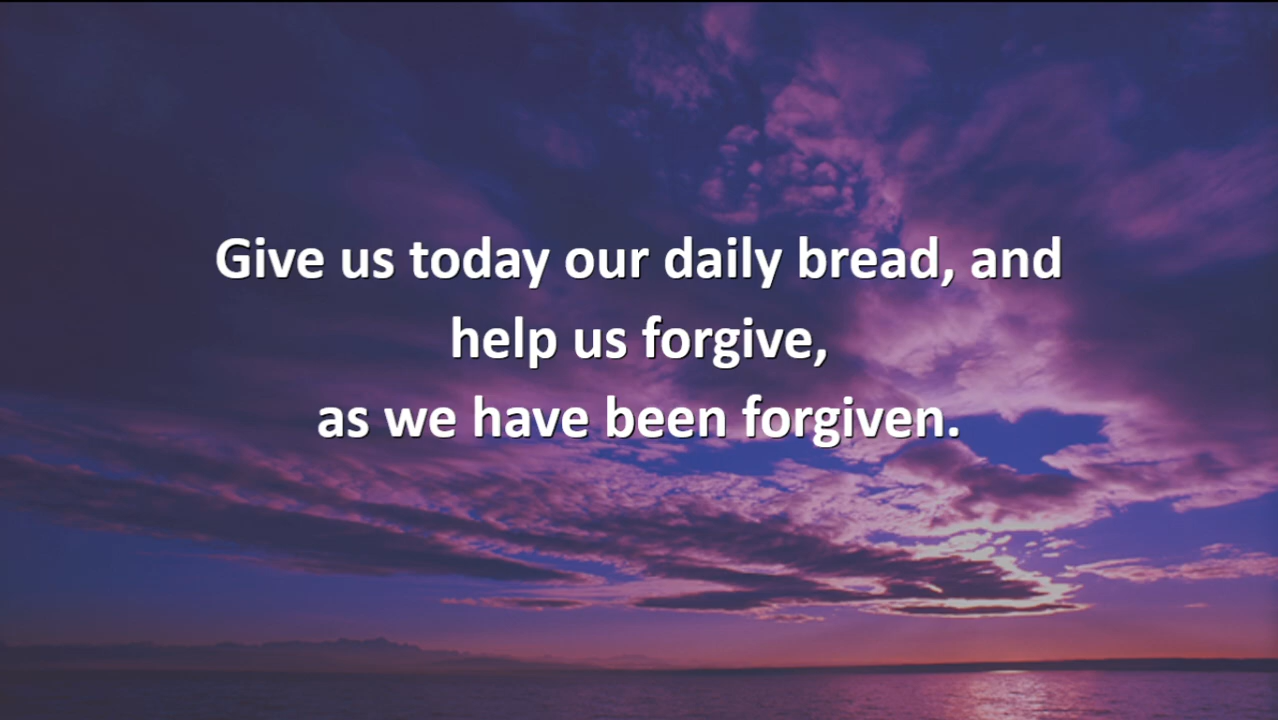 Give us today our daily bread, and
help us forgive,
as we have been forgiven.